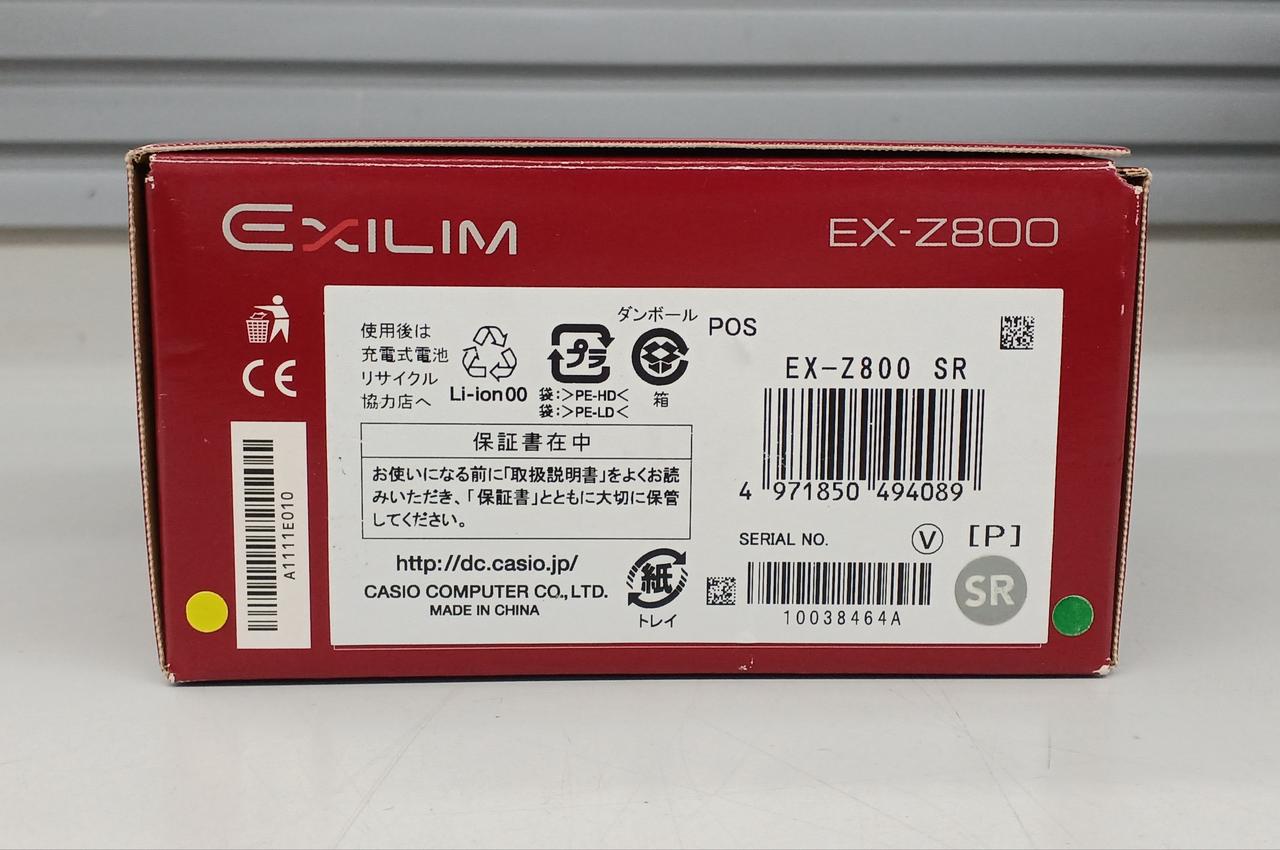 EXILIM
EX-Z800
使用後は
充電式電池
リサイクル
協力店へ
Li-ion00
プラ
袋:>PE-HD<
袋:>PE-LD<
ダンボール
箱
POS
EX-Z800 SR
4 971850 494089
保証書在中
お使いになる前に「取扱説明書」をよくお読
みいただき、「保証書」とともに大切に保管
してください。
http://dc.casio.jp/
CASIO COMPUTER CO., LTD.
MADE IN CHINA
紙
トレイ
SERIAL NO.
V
[P]
10038464A
SR
CE
A1111E010